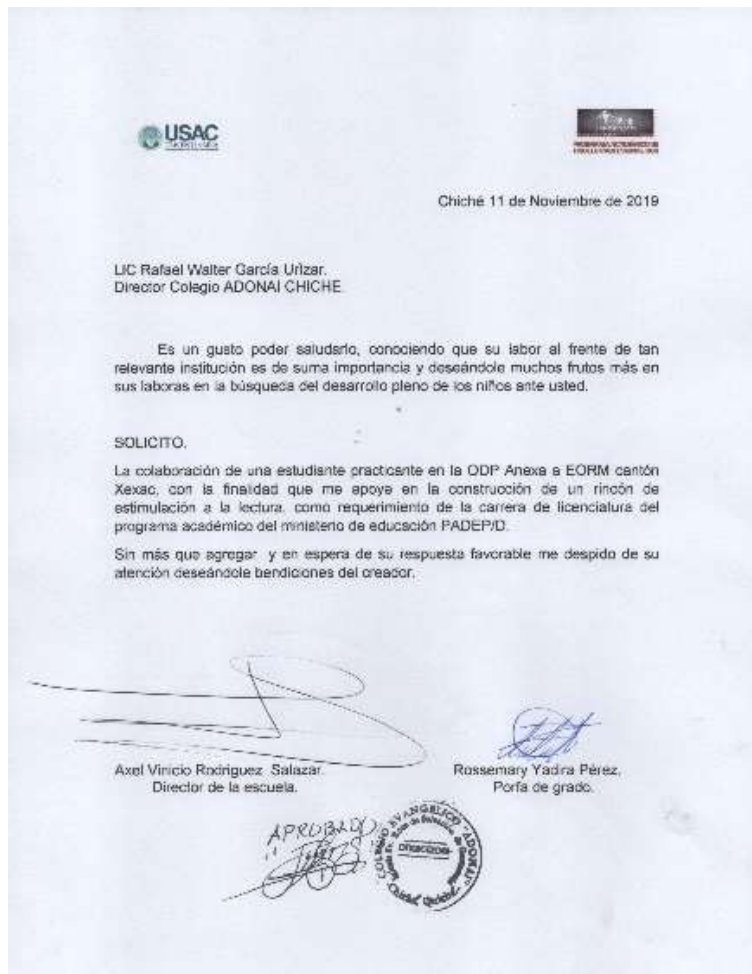 USAC
Chiché 11 de Noviembre de 2019
LIC Rafael Walter García Urízar.
Director Colegio ADONAI CHICHE.
Es un gusto poder saludarlo, conociendo que su labor al frente de tan
relevante institución es de suma importancia y deseándole muchos frutos más en
sus laboras en la búsqueda del desarrollo pleno de los niños ante usted.
SOLICITO.
La colaboración de una estudiante practicante en la ODP Anexa a EORM cantón
Xexac, con la finalidad que me apoye en la construcción de un rincón de
estimulación a la lectura, como requerimiento de la carrera de licenciatura del
programa académico del ministerio de educación PADEP/D.
Sin más que agregar y en espera de su respuesta favorable me despido de su
atención deseándole bendiciones del creador.
Axel Vinicio Rodriguez Salazar.
Director de la escuela.
Rossemary Yadira Pérez.
Porfa de grado.
APROBADO
COLEGIO EVANGELICO "ADONAI"
Chiché, Quiché